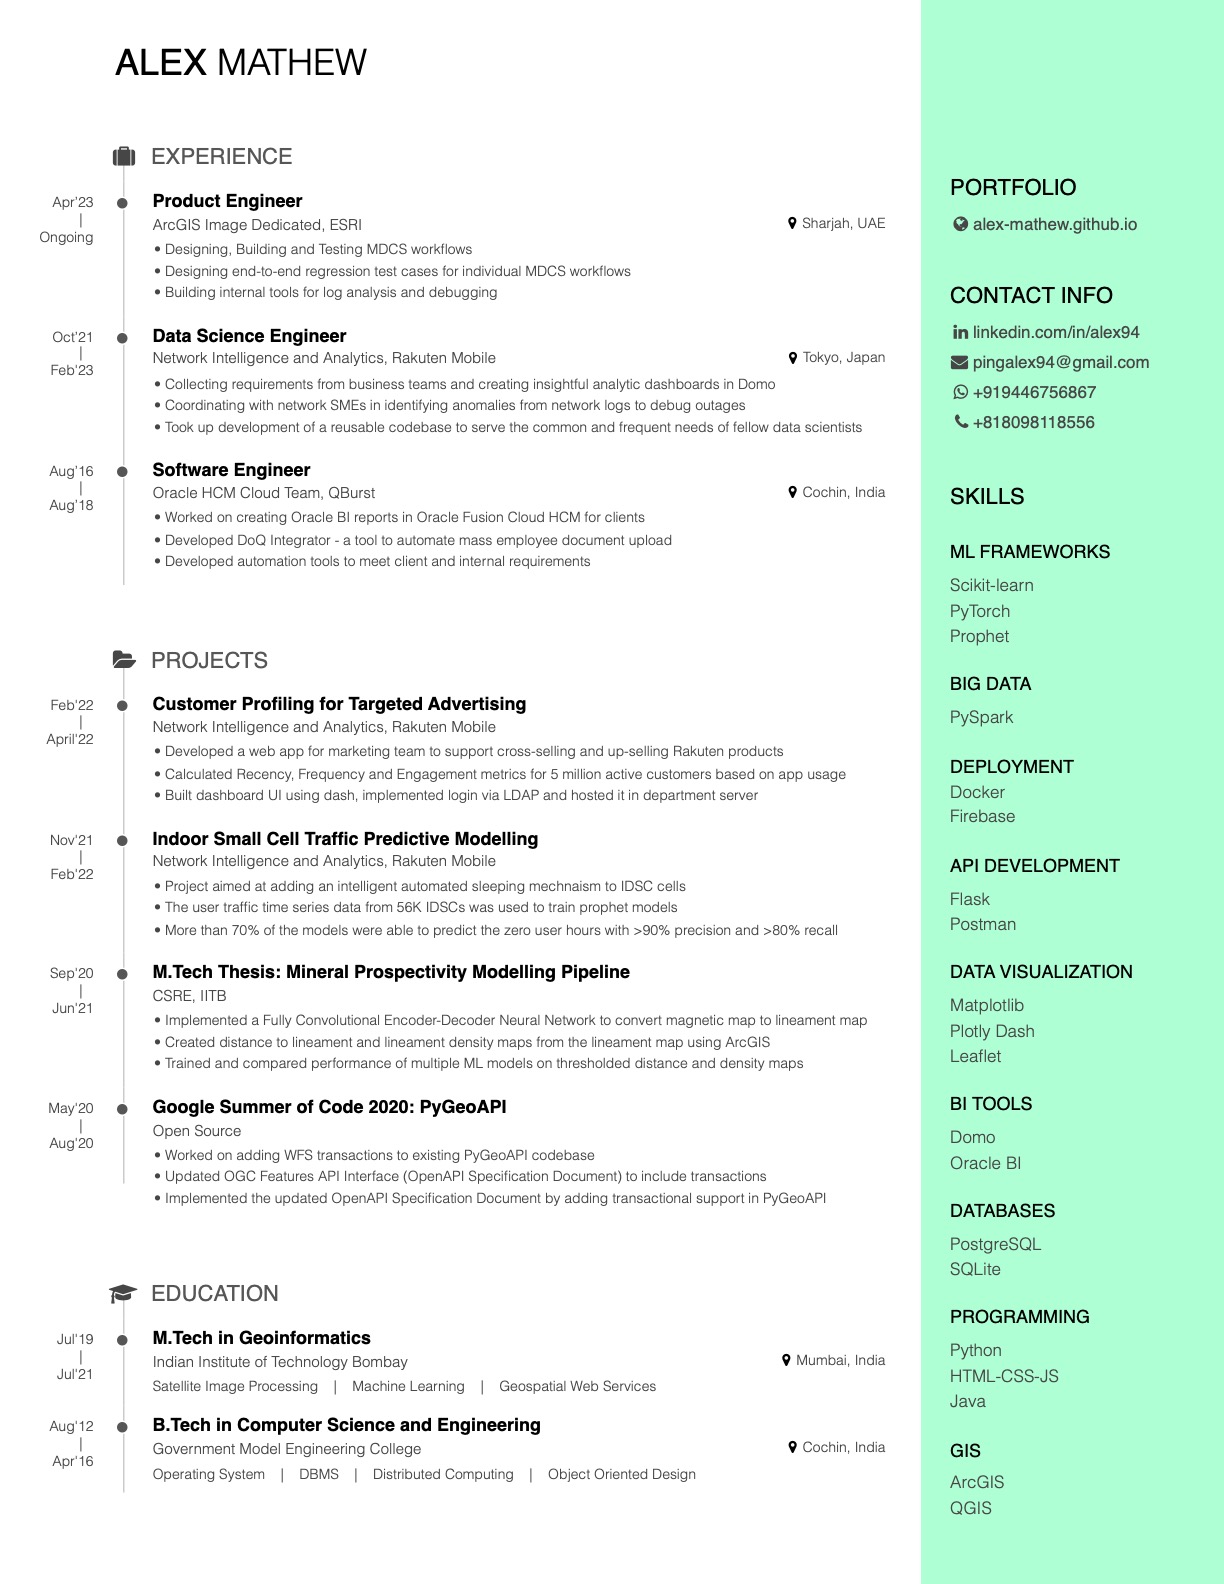 ALEX MATHEW
EXPERIENCE
Apr'23
|
Ongoing
Product Engineer
ArcGIS Image Dedicated, ESRI
Sharjah, UAE
• Designing, Building and Testing MDCS workflows
• Designing end-to-end regression test cases for individual MDCS workflows
• Building internal tools for log analysis and debugging
Oct'21
|
Feb'23
Data Science Engineer
Network Intelligence and Analytics, Rakuten Mobile
Tokyo, Japan
• Collecting requirements from business teams and creating insightful analytic dashboards in Domo
• Coordinating with network SMEs in identifying anomalies from network logs to debug outages
• Took up development of a reusable codebase to serve the common and frequent needs of fellow data scientists
Aug'16
|
Aug'18
Software Engineer
Oracle HCM Cloud Team, QBurst
Cochin, India
• Worked on creating Oracle BI reports in Oracle Fusion Cloud HCM for clients
• Developed DoQ Integrator - a tool to automate mass employee document upload
• Developed automation tools to meet client and internal requirements
PROJECTS
Feb'22
|
April'22
Customer Profiling for Targeted Advertising
Network Intelligence and Analytics, Rakuten Mobile
• Developed a web app for marketing team to support cross-selling and up-selling Rakuten products
• Calculated Recency, Frequency and Engagement metrics for 5 million active customers based on app usage
• Built dashboard UI using dash, implemented login via LDAP and hosted it in department server
Nov'21
|
Feb'22
Indoor Small Cell Traffic Predictive Modelling
Network Intelligence and Analytics, Rakuten Mobile
• Project aimed at adding an intelligent automated sleeping mechnaism to IDSC cells
• The user traffic time series data from 56K IDSCs was used to train prophet models
• More than 70% of the models were able to predict the zero user hours with >90% precision and >80% recall
Sep'20
|
Jun'21
M.Tech Thesis: Mineral Prospectivity Modelling Pipeline
CSRE, IITB
• Implemented a Fully Convolutional Encoder-Decoder Neural Network to convert magnetic map to lineament map
• Created distance to lineament and lineament density maps from the lineament map using ArcGIS
• Trained and compared performance of multiple ML models on thresholded distance and density maps
May'20
|
Aug'20
Google Summer of Code 2020: PyGeoAPI
Open Source
• Worked on adding WFS transactions to existing PyGeoAPI codebase
• Updated OGC Features API Interface (OpenAPI Specification Document) to include transactions
• Implemented the updated OpenAPI Specification Document by adding transactional support in PyGeoAPI
EDUCATION
Jul'19
|
Jul'21
M.Tech in Geoinformatics
Indian Institute of Technology Bombay
Mumbai, India
Satellite Image Processing | Machine Learning | Geospatial Web Services
Aug'12
|
Apr'16
B.Tech in Computer Science and Engineering
Government Model Engineering College
Cochin, India
Operating System | DBMS | Distributed Computing | Object Oriented Design
PORTFOLIO
alex-mathew.github.io
CONTACT INFO
linkedin.com/in/alex94
pingalex94@gmail.com
+919446756867
+818098118556
SKILLS
ML FRAMEWORKS
Scikit-learn
PyTorch
Prophet
BIG DATA
PySpark
DEPLOYMENT
Docker
Firebase
API DEVELOPMENT
Flask
Postman
DATA VISUALIZATION
Matplotlib
Plotly Dash
Leaflet
BI TOOLS
Domo
Oracle BI
DATABASES
PostgreSQL
SQLite
PROGRAMMING
Python
HTML-CSS-JS
Java
GIS
ArcGIS
QGIS